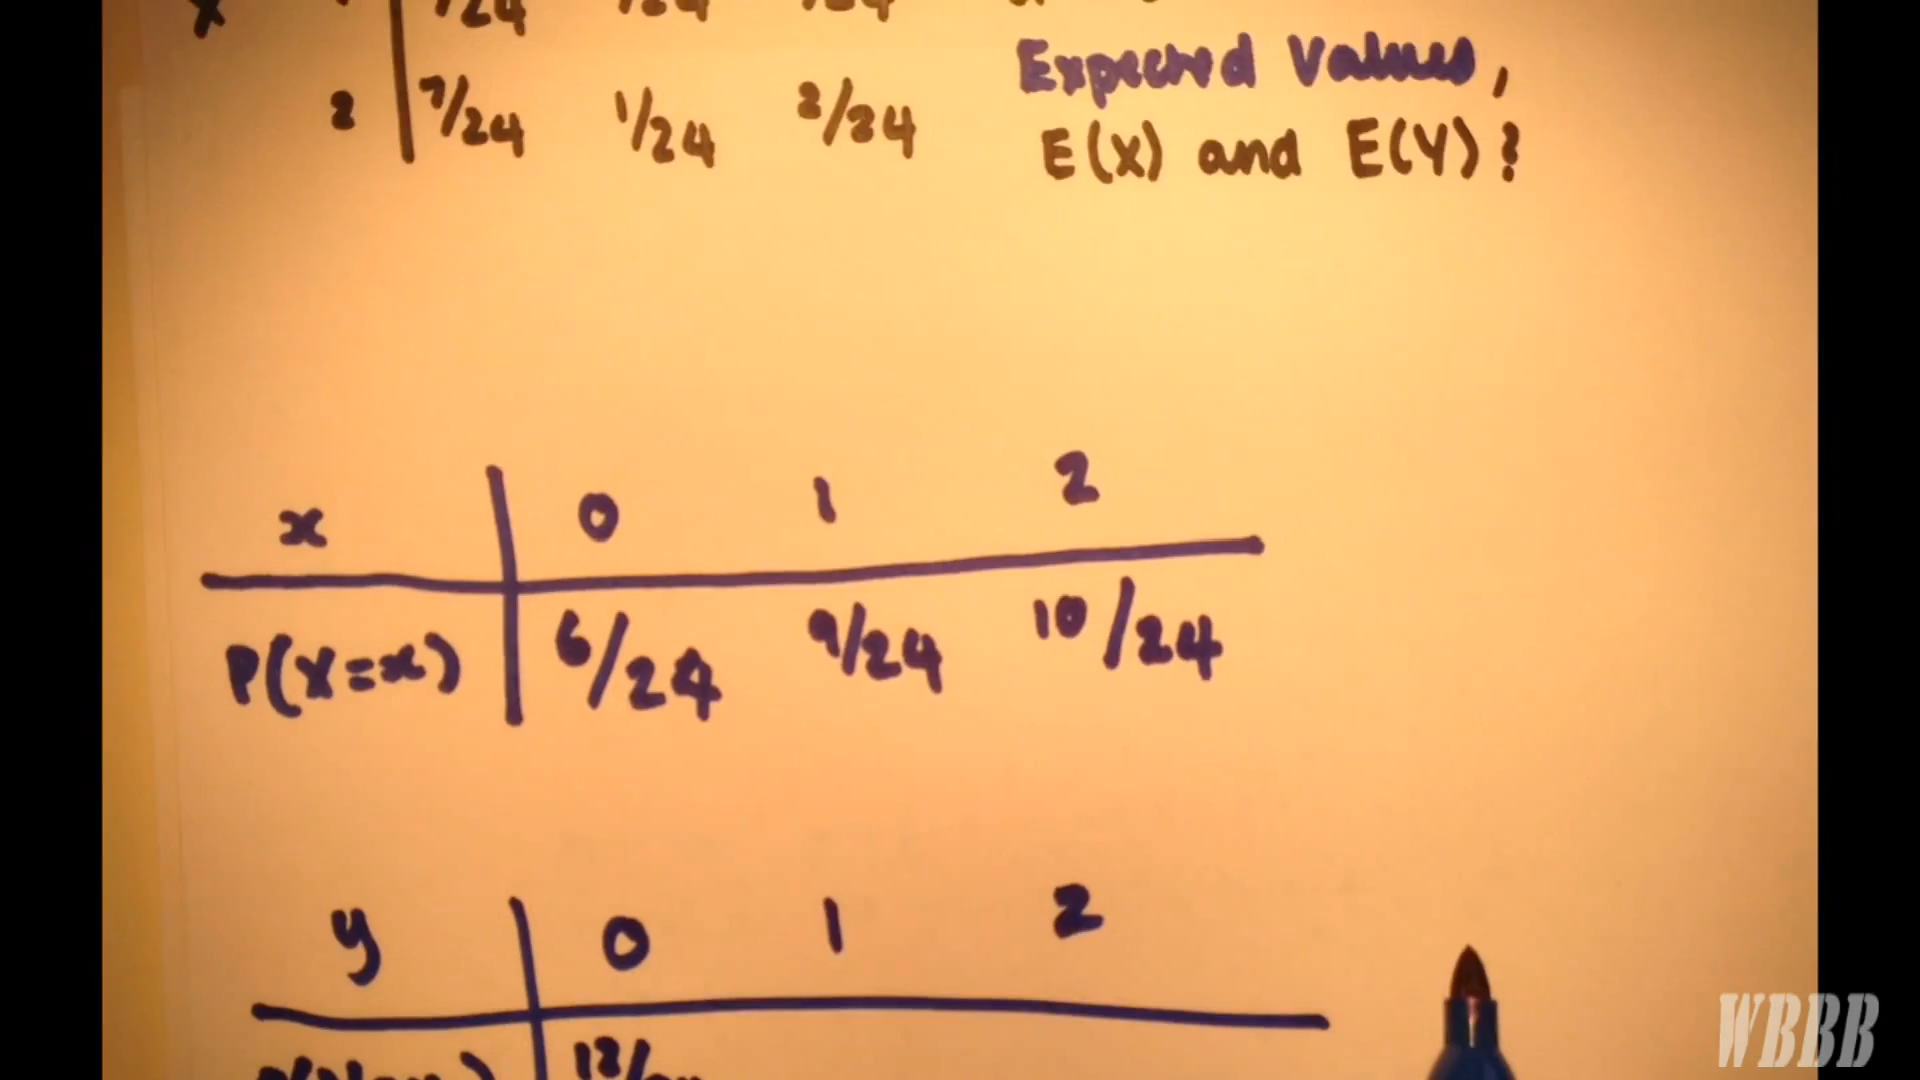 Expected Values,
2 7/24 1/24 2/24 E(X) and E(Y)?
x 0 1 2
P(X=x) 6/24 9/24 10/24
y 0 1 2
WBBB